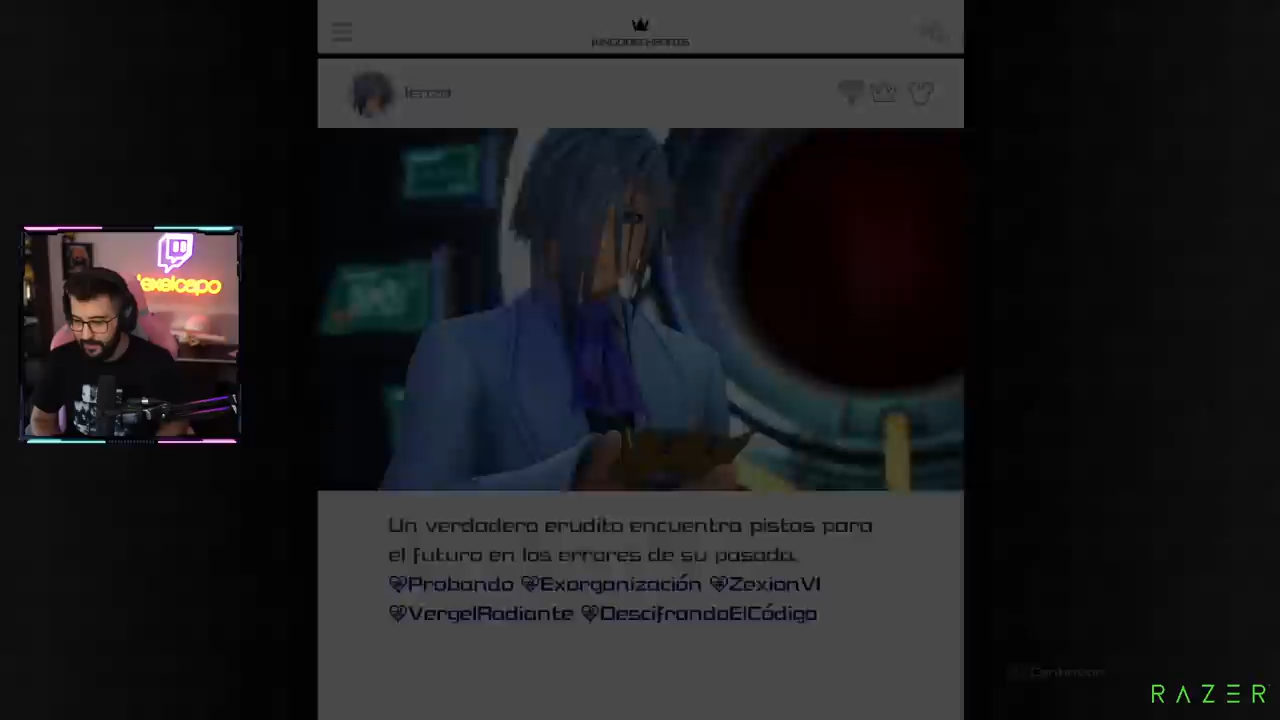 KINGDOM HEARTS
Ienzo
'exelcapo
Un verdadero erudito encuentra pistas para
el futuro en los errores de su pasado.
Probando Exorganización ZexionVI
VergelRadiante DescifrandoElCódigo
Continuar
RAZER